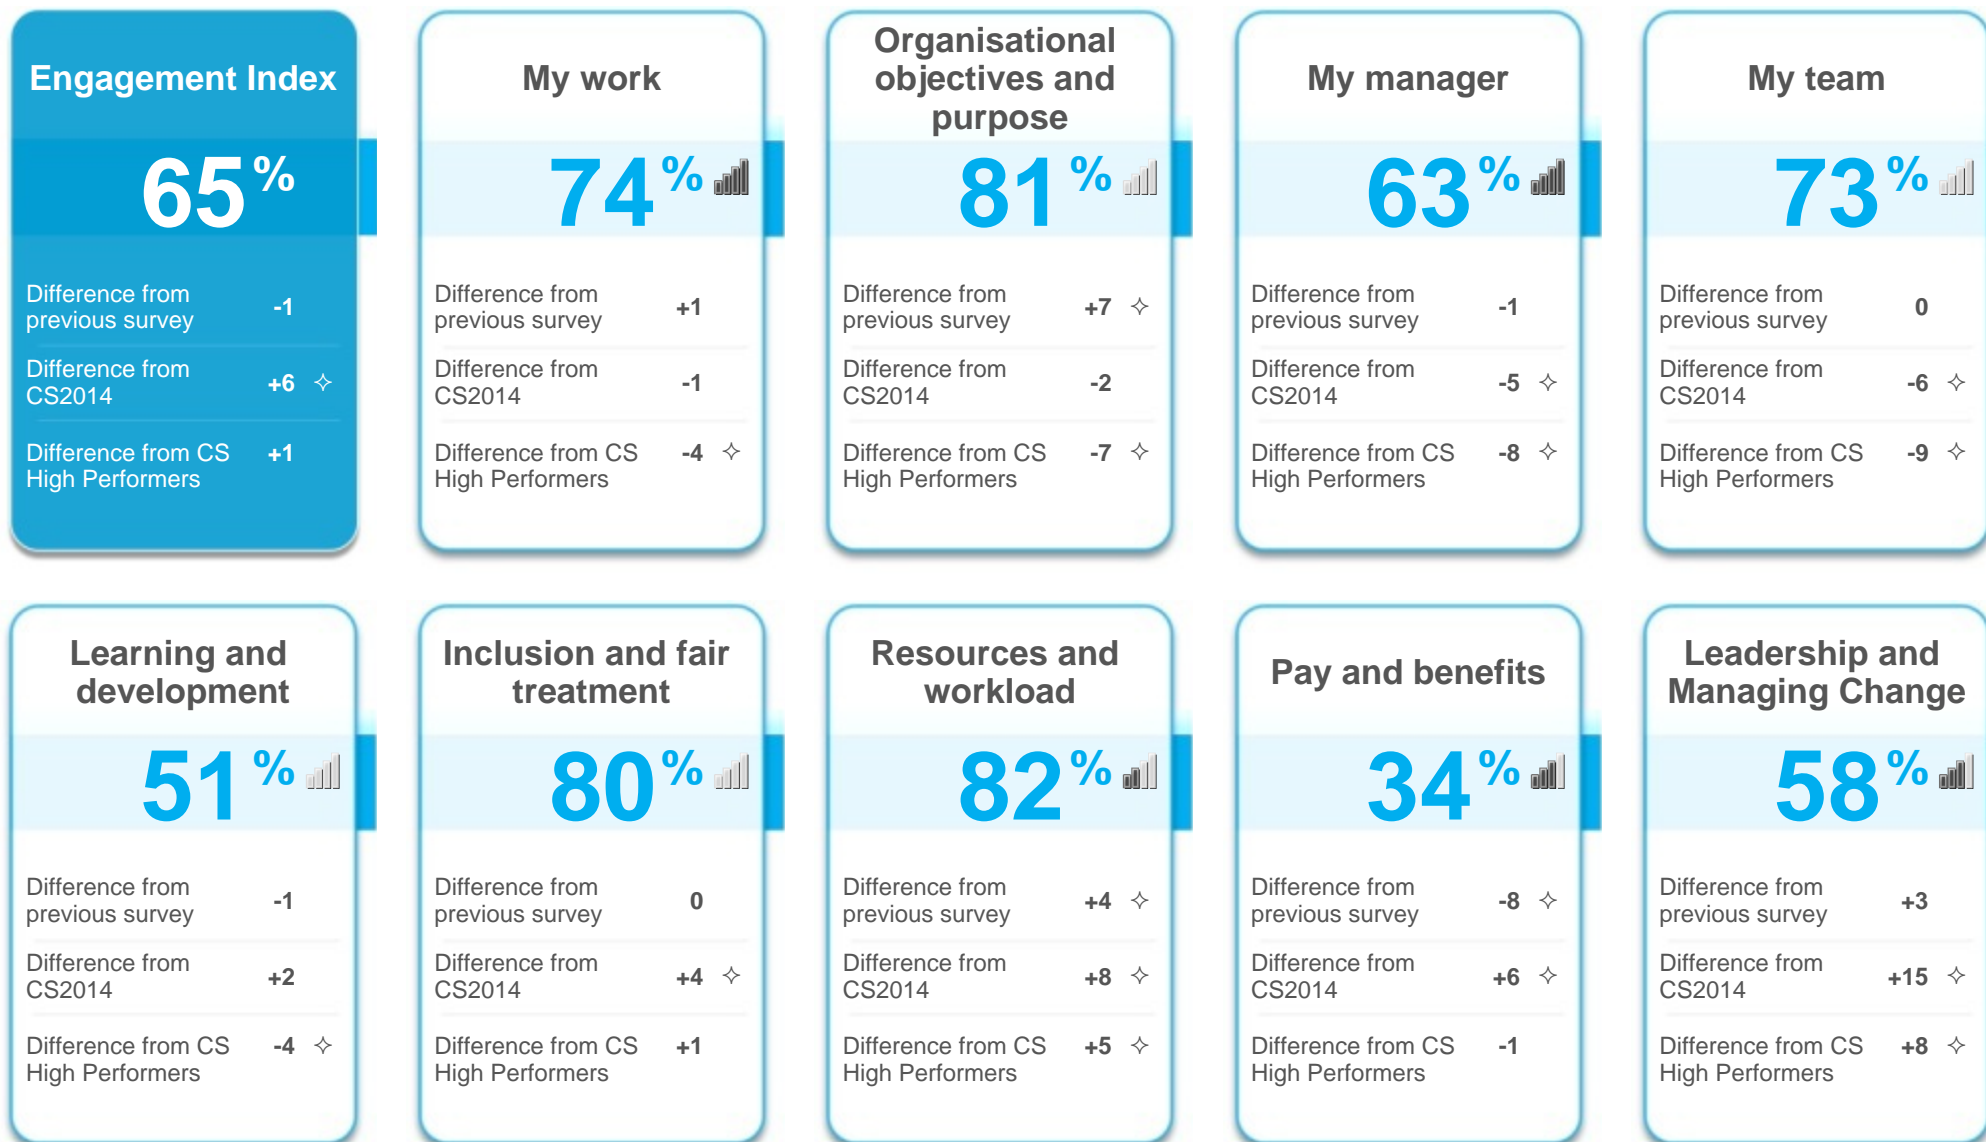 Engagement Index
65%
Difference from
previous survey
-1
Difference from
CS2014
+6 ✧
Difference from CS
High Performers
+1
My work
74%
Difference from
previous survey
+1
Difference from
CS2014
-1
Difference from CS
High Performers
-4 ✧
Organisational
objectives and
purpose
81%
Difference from
previous survey
+7 ✧
Difference from
CS2014
-2
Difference from CS
High Performers
-7 ✧
My manager
63%
Difference from
previous survey
-1
Difference from
CS2014
-5 ✧
Difference from CS
High Performers
-8 ✧
My team
73%
Difference from
previous survey
0
Difference from
CS2014
-6 ✧
Difference from CS
High Performers
-9 ✧
Learning and
development
51%
Difference from
previous survey
-1
Difference from
CS2014
+2
Difference from CS
High Performers
-4 ✧
Inclusion and fair
treatment
80%
Difference from
previous survey
0
Difference from
CS2014
+4 ✧
Difference from CS
High Performers
+1
Resources and
workload
82%
Difference from
previous survey
+4 ✧
Difference from
CS2014
+8 ✧
Difference from CS
High Performers
+5 ✧
Pay and benefits
34%
Difference from
previous survey
-8 ✧
Difference from
CS2014
+6 ✧
Difference from CS
High Performers
-1
Leadership and
Managing Change
58%
Difference from
previous survey
+3
Difference from
CS2014
+15 ✧
Difference from CS
High Performers
+8 ✧